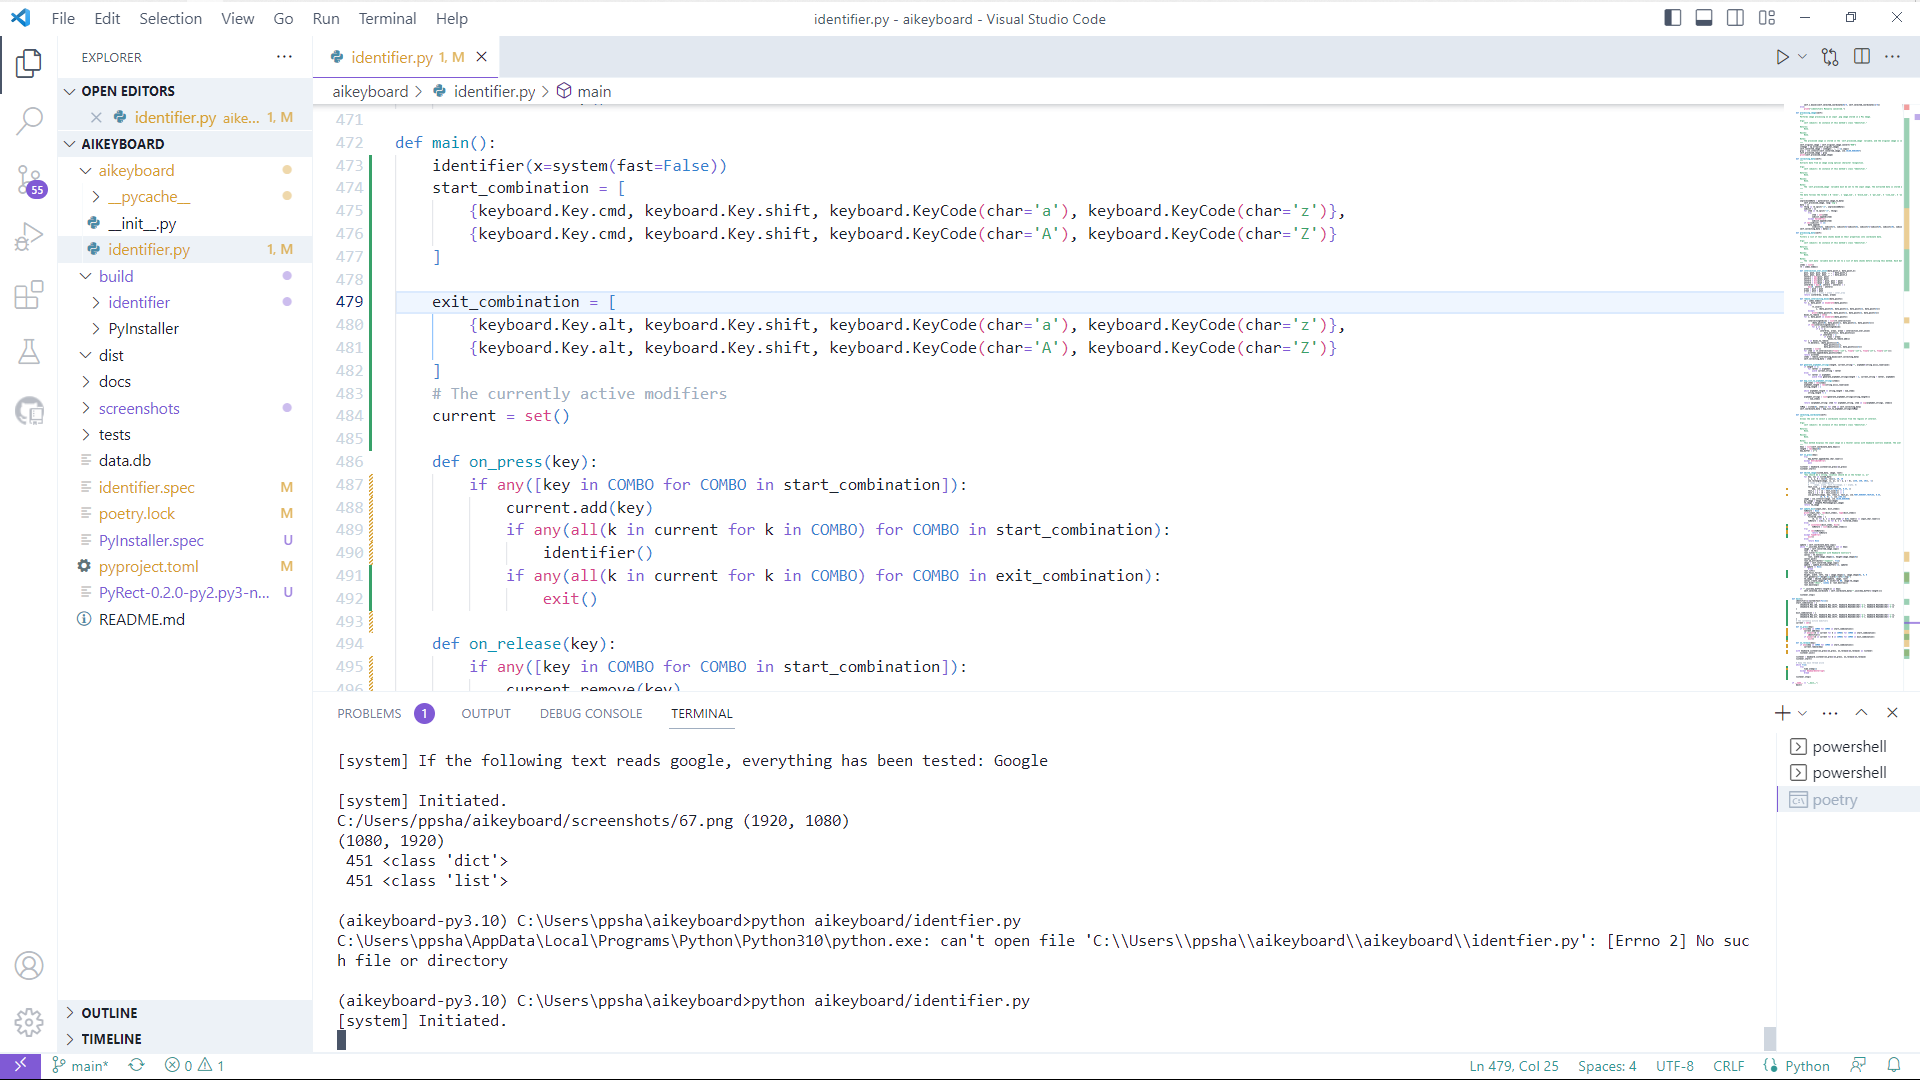 File Edit Selection View Go Run Terminal Help
identifier.py - aikeyboard - Visual Studio Code
EXPLORER
OPEN EDITORS
identifier.py aike... 1, M
AIKEYBOARD
aikeyboard
__pycache__
__init__.py
identifier.py 1, M
build
identifier
PyInstaller
dist
docs
screenshots
tests
data.db
identifier.spec M
poetry.lock M
PyInstaller.spec U
pyproject.toml M
PyRect-0.2.0-py2.py3-n... U
README.md
OUTLINE
TIMELINE
55
identifier.py 1, M
aikeyboard > identifier.py > main
471
472 def main():
473 identifier(x=system(fast=False))
474 start_combination = [
475 {keyboard.Key.cmd, keyboard.Key.shift, keyboard.KeyCode(char='a'), keyboard.KeyCode(char='z')},
476 {keyboard.Key.cmd, keyboard.Key.shift, keyboard.KeyCode(char='A'), keyboard.KeyCode(char='Z')}
477 ]
478
479 exit_combination = [
480 {keyboard.Key.alt, keyboard.Key.shift, keyboard.KeyCode(char='a'), keyboard.KeyCode(char='z')},
481 {keyboard.Key.alt, keyboard.Key.shift, keyboard.KeyCode(char='A'), keyboard.KeyCode(char='Z')}
482 ]
483 # The currently active modifiers
484 current = set()
485
486 def on_press(key):
487 if any([key in COMBO for COMBO in start_combination]):
488 current.add(key)
489 if any(all(k in current for k in COMBO) for COMBO in start_combination):
490 identifier()
491 if any(all(k in current for k in COMBO) for COMBO in exit_combination):
492 exit()
493
494 def on_release(key):
495 if any([key in COMBO for COMBO in start_combination]):
496 current.remove(key)
PROBLEMS 1 OUTPUT DEBUG CONSOLE TERMINAL
[system] If the following text reads google, everything has been tested: Google
[system] Initiated.
C:/Users/ppsha/aikeyboard/screenshots/67.png (1920, 1080)
(1080, 1920)
451 <class 'dict'>
451 <class 'list'>
(aikeyboard-py3.10) C:\Users\ppsha\aikeyboard>python aikeyboard/identfier.py
C:\Users\ppsha\AppData\Local\Programs\Python\Python310\python.exe: can't open file 'C:\\Users\\ppsha\\aikeyboard\\aikeyboard\\identfier.py': [Errno 2] No suc
h file or directory
(aikeyboard-py3.10) C:\Users\ppsha\aikeyboard>python aikeyboard/identifier.py
[system] Initiated.
powershell
powershell
poetry
main* 0 1
Ln 479, Col 25 Spaces: 4 UTF-8 CRLF Python